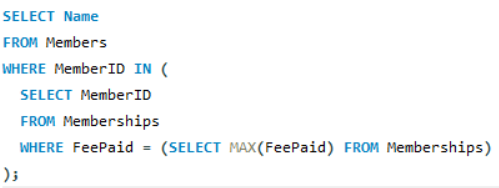 SELECT Name
FROM Members
WHERE MemberID IN (
SELECT MemberID
FROM Memberships
WHERE FeePaid = (SELECT MAX(FeePaid) FROM Memberships)
);